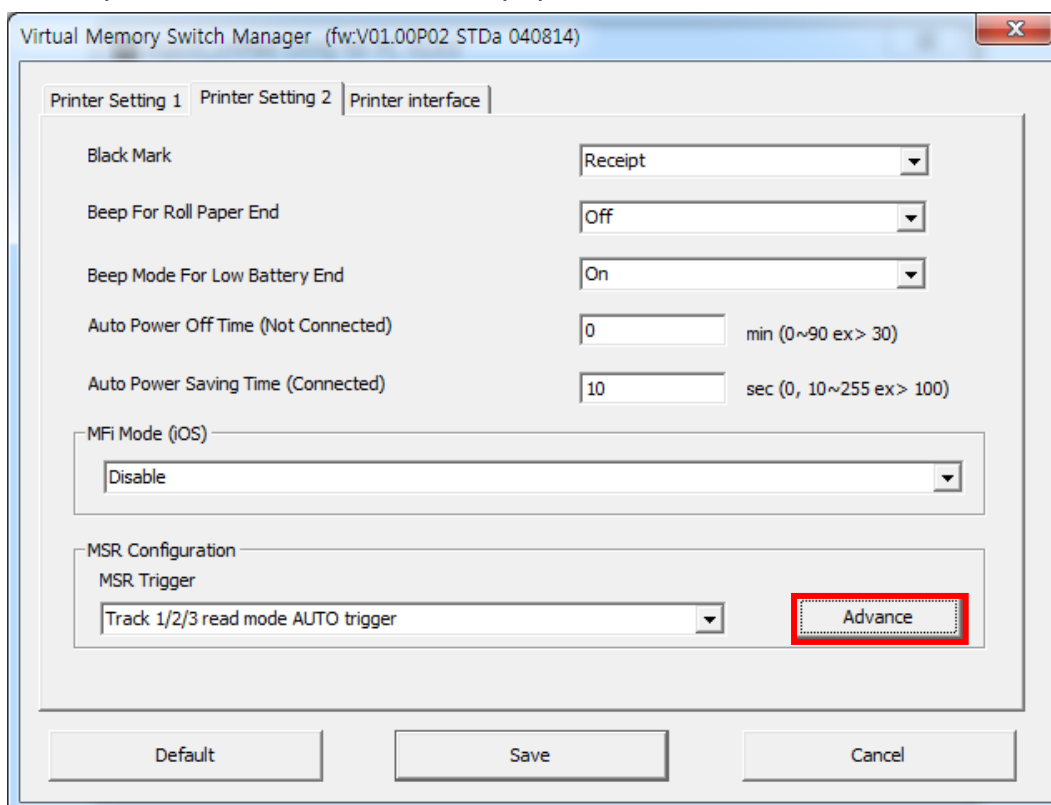 Virtual Memory Switch Manager (fw:V01.00P02 STDa 040814)
Printer Setting 1 Printer Setting 2 Printer interface
Black Mark Receipt
Beep For Roll Paper End Off
Beep Mode For Low Battery End On
Auto Power Off Time (Not Connected) 0 min (0~90 ex> 30)
Auto Power Saving Time (Connected) 10 sec (0, 10~255 ex> 100)
MFi Mode (iOS)
Disable
MSR Configuration
MSR Trigger
Track 1/2/3 read mode AUTO trigger Advance
Default Save Cancel